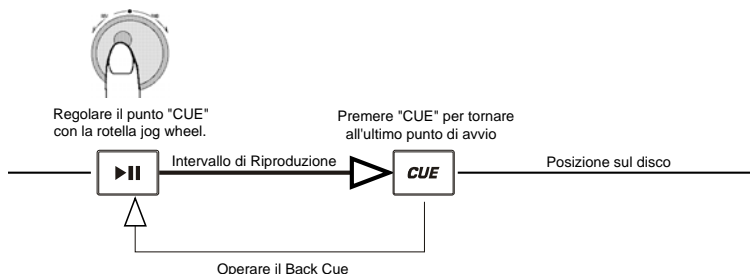 Regolare il punto "CUE"
con la rotella jog wheel.
Premere "CUE" per tornare
all'ultimo punto di avvio
Intervallo di Riproduzione
CUE
Posizione sul disco
Operare il Back Cue